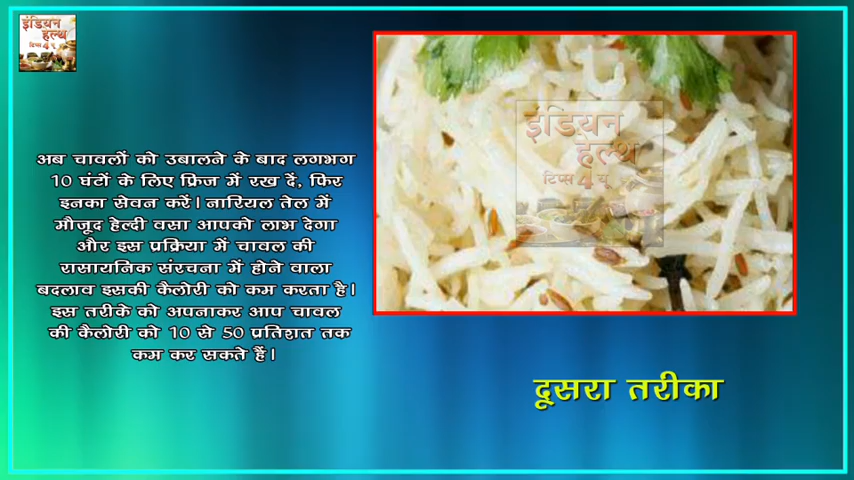 इंडियन
हेल्थ
टिप्स 4 यू
अब चावलों को उबालने के बाद लगभग
10 घंटों के लिए फ्रिज में रख दें, फिर
इनका सेवन करें। नारियल तेल में
मौजूद हेल्दी वसा आपको लाभ देगा
और इस प्रक्रिया में चावल की
रासायनिक संरचना में होने वाला
बदलाव इसकी कैलोरी को कम करता है।
इस तरीके को अपनाकर आप चावल
की कैलोरी को 10 से 50 प्रतिशत तक
कम कर सकते हैं।
इंडियन
हेल्थ
टिप्स 4 यू
दूसरा तरीका